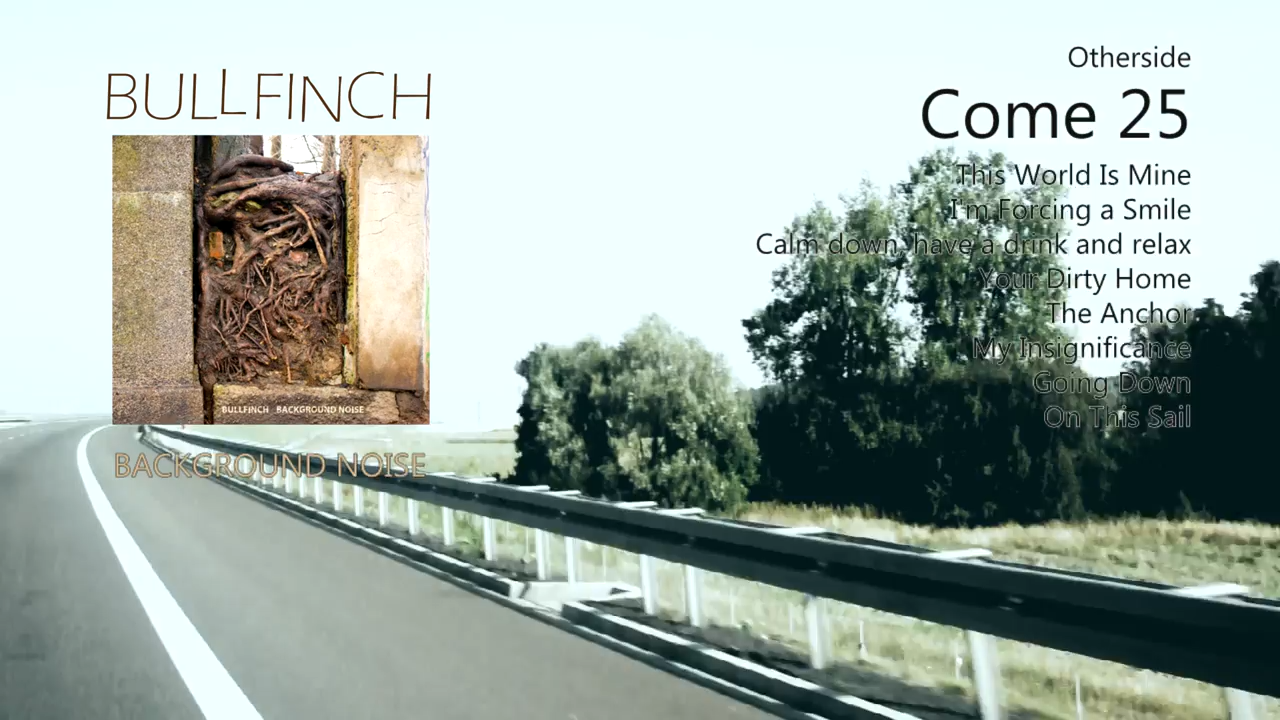 BULLFINCH
BULLFINCH BACKGROUND NOISE
BACKGROUND NOISE
Otherside
Come 25
This World Is Mine
I'm Forcing a Smile
Calm down, have a drink and relax
Your Dirty Home
The Anchor
My Insignificance
Going Down
On This Sail